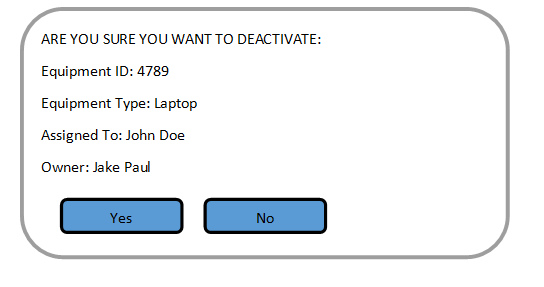 ARE YOU SURE YOU WANT TO DEACTIVATE:
Equipment ID: 4789
Equipment Type: Laptop
Assigned To: John Doe
Owner: Jake Paul
Yes No